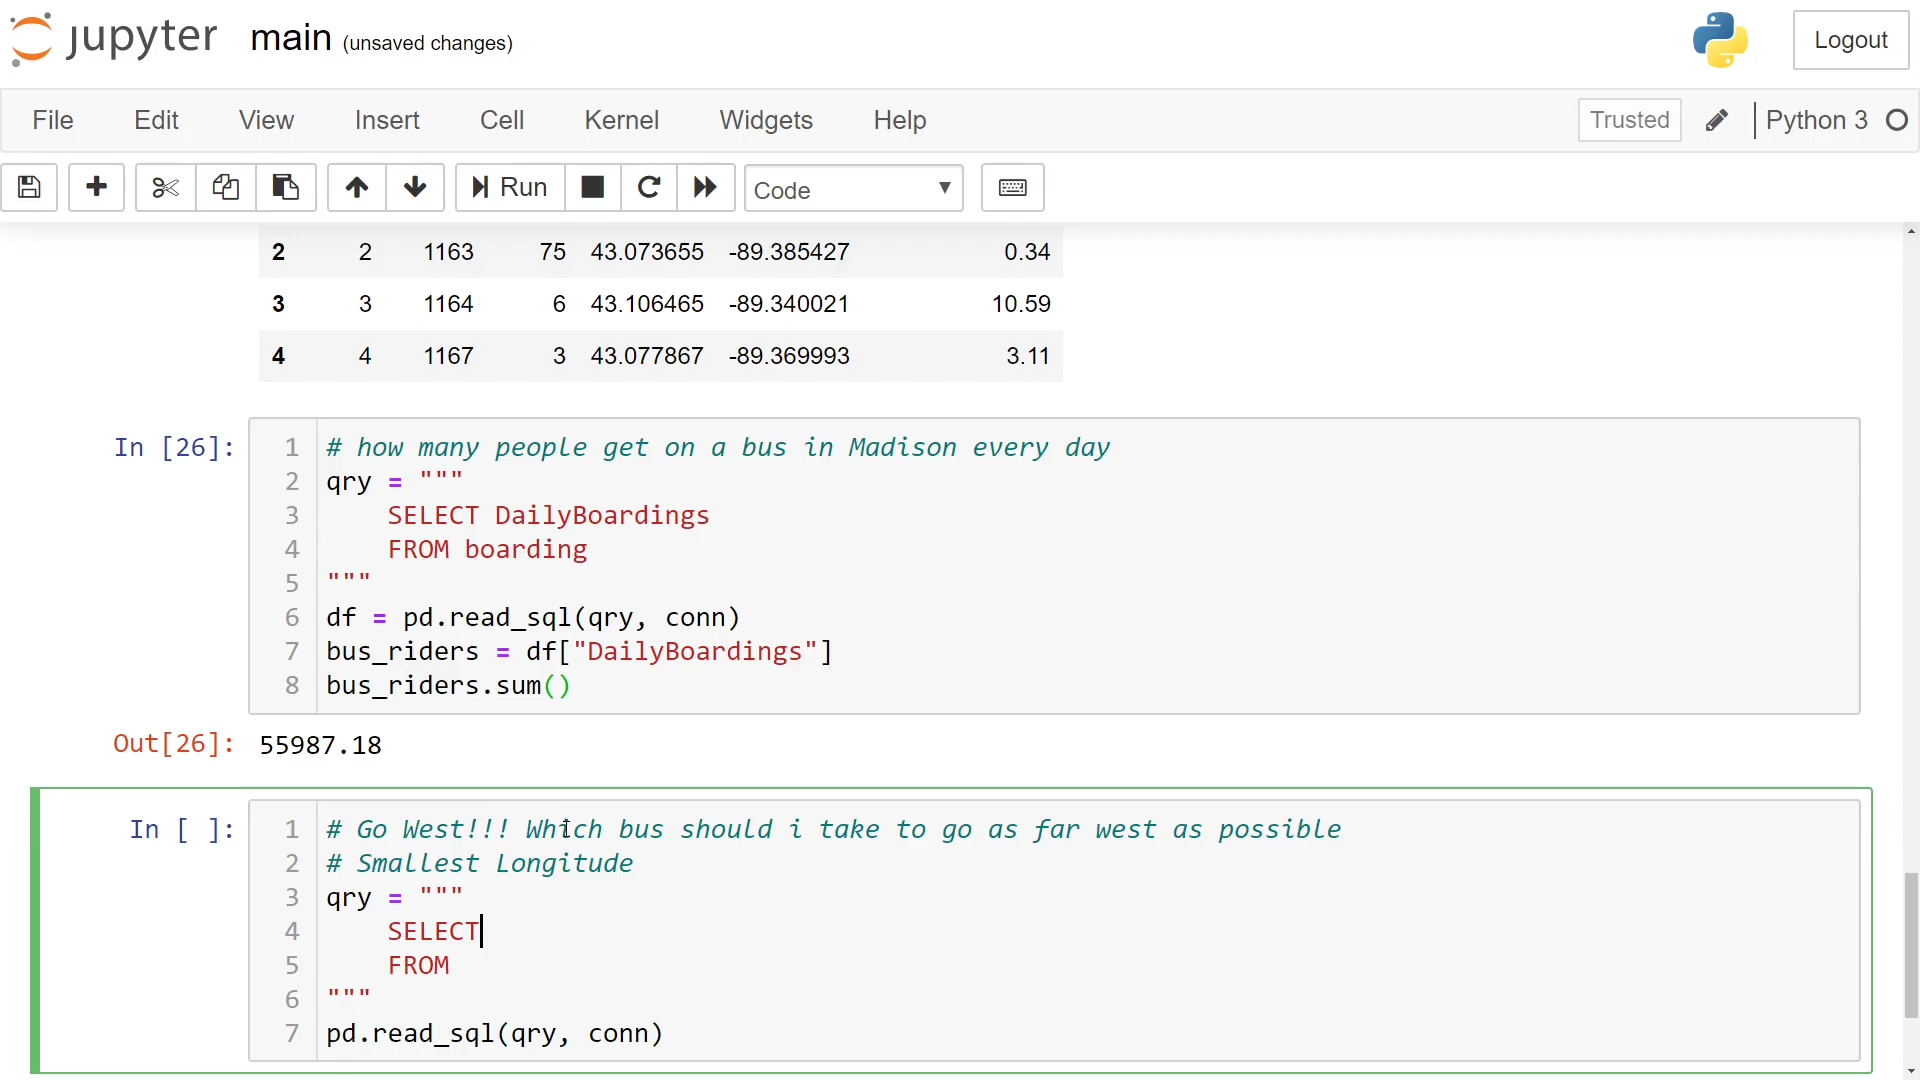 jupyter main (unsaved changes) Logout
File Edit View Insert Cell Kernel Widgets Help Trusted Python 3
Run Code
2 2 1163 75 43.073655 -89.385427 0.34
3 3 1164 6 43.106465 -89.340021 10.59
4 4 1167 3 43.077867 -89.369993 3.11
In [26]: 1 # how many people get on a bus in Madison every day
2 qry = """
3 SELECT DailyBoardings
4 FROM boarding
5 """
6 df = pd.read_sql(qry, conn)
7 bus_riders = df["DailyBoardings"]
8 bus_riders.sum()
Out[26]: 55987.18
In [ ]: 1 # Go West!!! Which bus should i take to go as far west as possible
2 # Smallest Longitude
3 qry = """
4 SELECT
5 FROM
6 """
7 pd.read_sql(qry, conn)